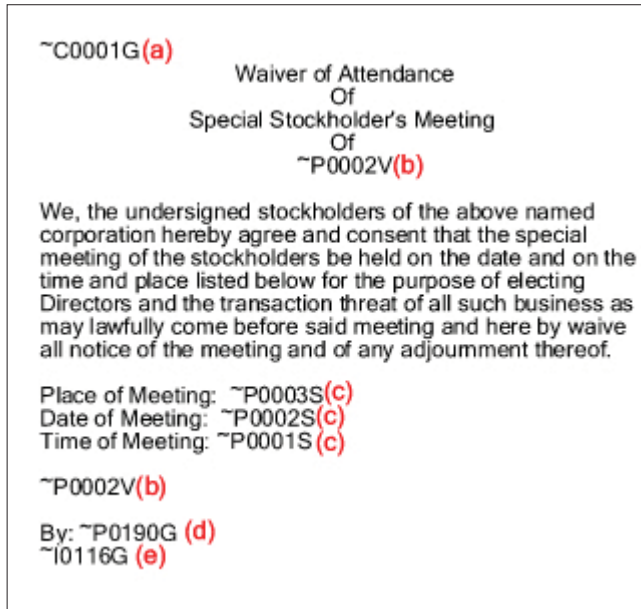 ~C0001G(a)
Waiver of Attendance
Of
Special Stockholder's Meeting
Of
~P0002V(b)
We, the undersigned stockholders of the above named
corporation hereby agree and consent that the special
meeting of the stockholders be held on the date and on the
time and place listed below for the purpose of electing
Directors and the transaction threat of all such business as
may lawfully come before said meeting and here by waive
all notice of the meeting and of any adjournment thereof.
Place of Meeting: ~P0003S(c)
Date of Meeting: ~P0002S(c)
Time of Meeting: ~P0001S(c)
~P0002V(b)
By: ~P0190G (d)
~I0116G (e)